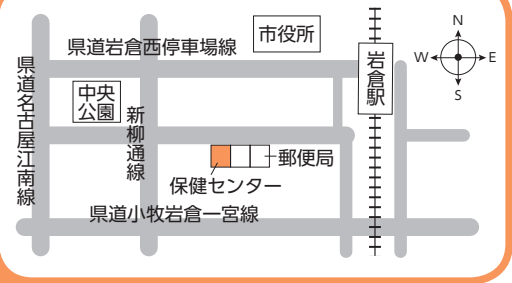 市役所
県道岩倉西停車場線
岩倉駅
N
W
E
S
県道名古屋江南線
中央
公園
新柳通線
郵便局
保健センター
県道小牧岩倉一宮線